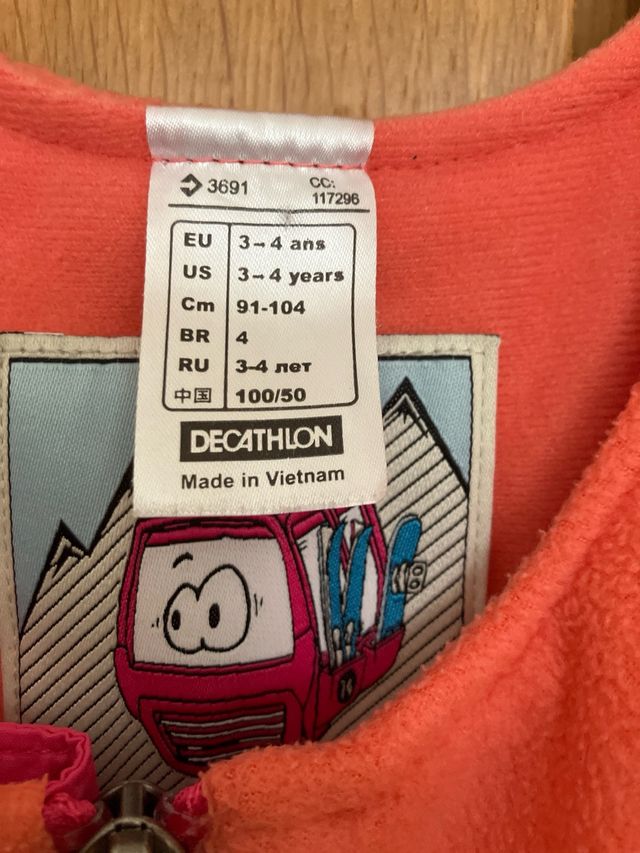 3691 CC:
117296
EU 3→4 ans
US 3→4 years
Cm 91-104
BR 4
RU 3-4 лет
中国 100/50
DECATHLON
Made in Vietnam